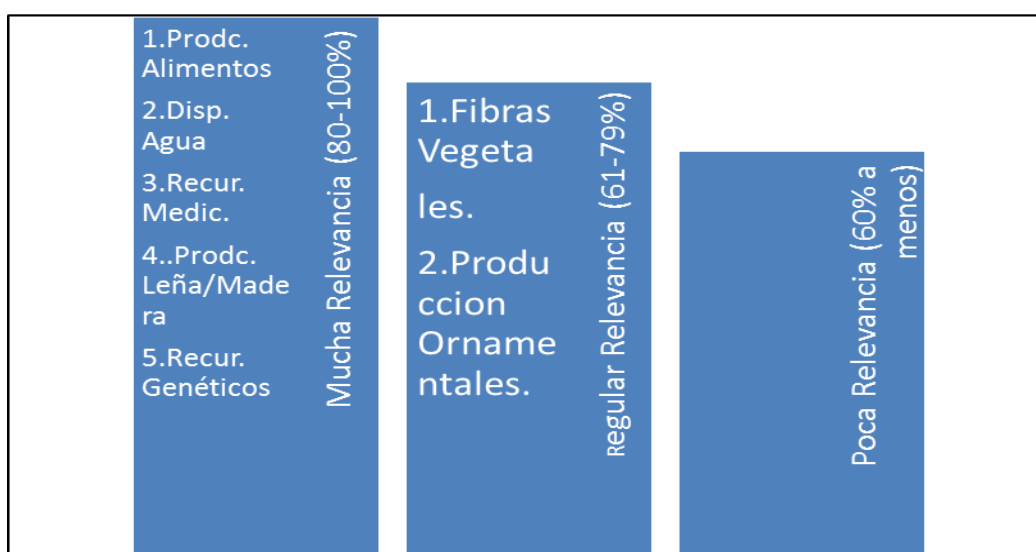 1.Prodc.
Alimentos
2.Disp.
Agua
3.Recur.
Medic.
4..Prodc.
Leña/Made
ra
5.Recur.
Genéticos
Mucha Relevancia (80-100%)
1.Fibras
Vegeta
les.
2.Produ
ccion
Orname
ntales.
Regular Relevancia (61-79%)
Poca Relevancia (60% a
menos)